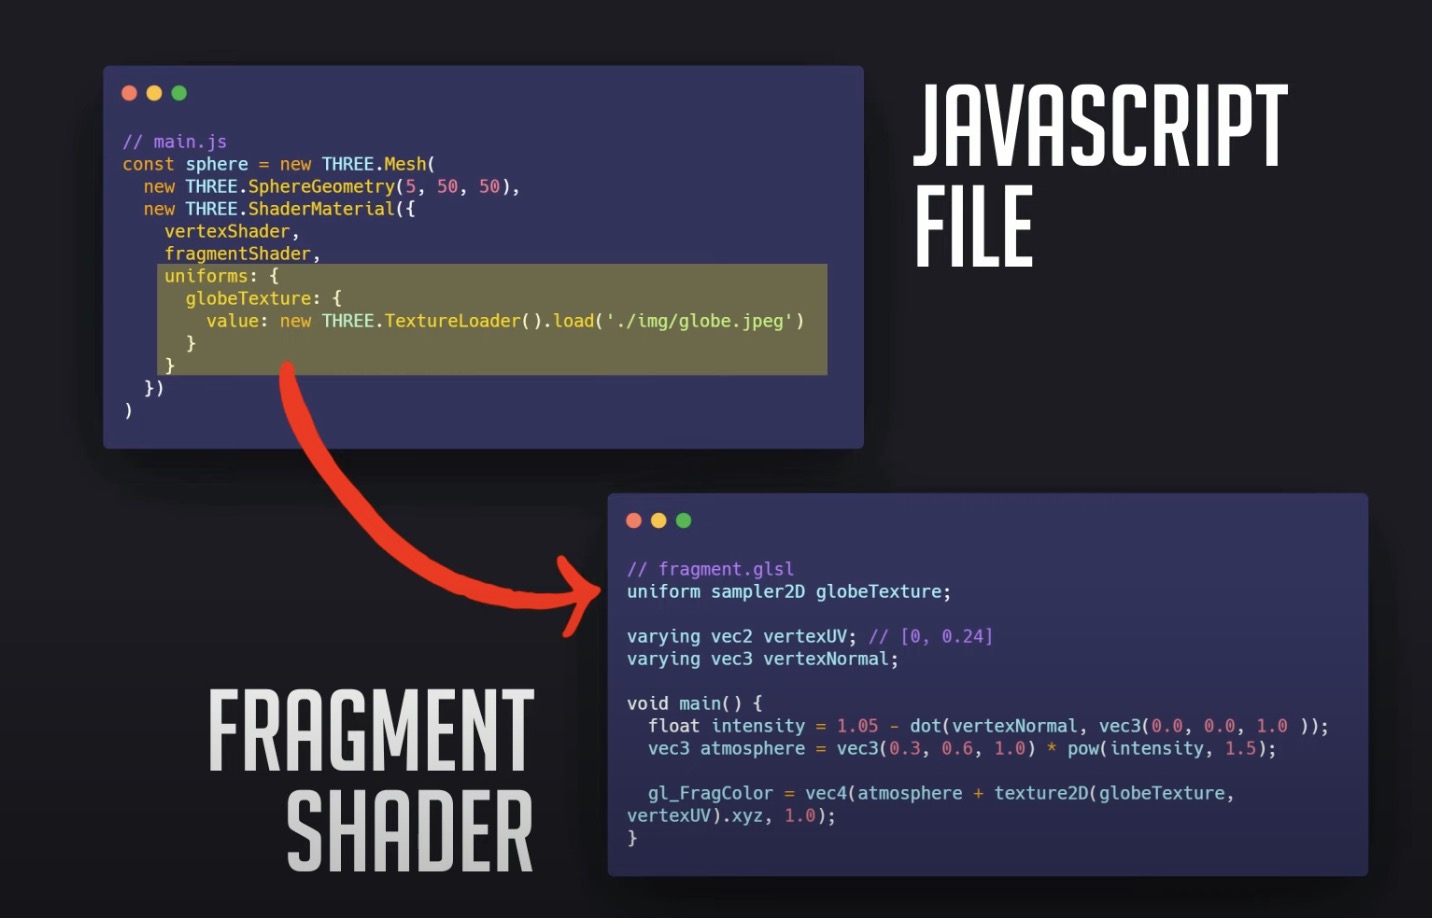 JAVASCRIPT
FILE
// main.js
const sphere = new THREE.Mesh(
  new THREE.SphereGeometry(5, 50, 50),
  new THREE.ShaderMaterial({
    vertexShader,
    fragmentShader,
    uniforms: {
      globeTexture: {
        value: new THREE.TextureLoader().load('./img/globe.jpeg')
      }
    }
  })
)
FRAGMENT
SHADER
// fragment.glsl
uniform sampler2D globeTexture;

varying vec2 vertexUV; // [0, 0.24]
varying vec3 vertexNormal;

void main() {
  float intensity = 1.05 - dot(vertexNormal, vec3(0.0, 0.0, 1.0 ));
  vec3 atmosphere = vec3(0.3, 0.6, 1.0) * pow(intensity, 1.5);

  gl_FragColor = vec4(atmosphere + texture2D(globeTexture,
vertexUV).xyz, 1.0);
}